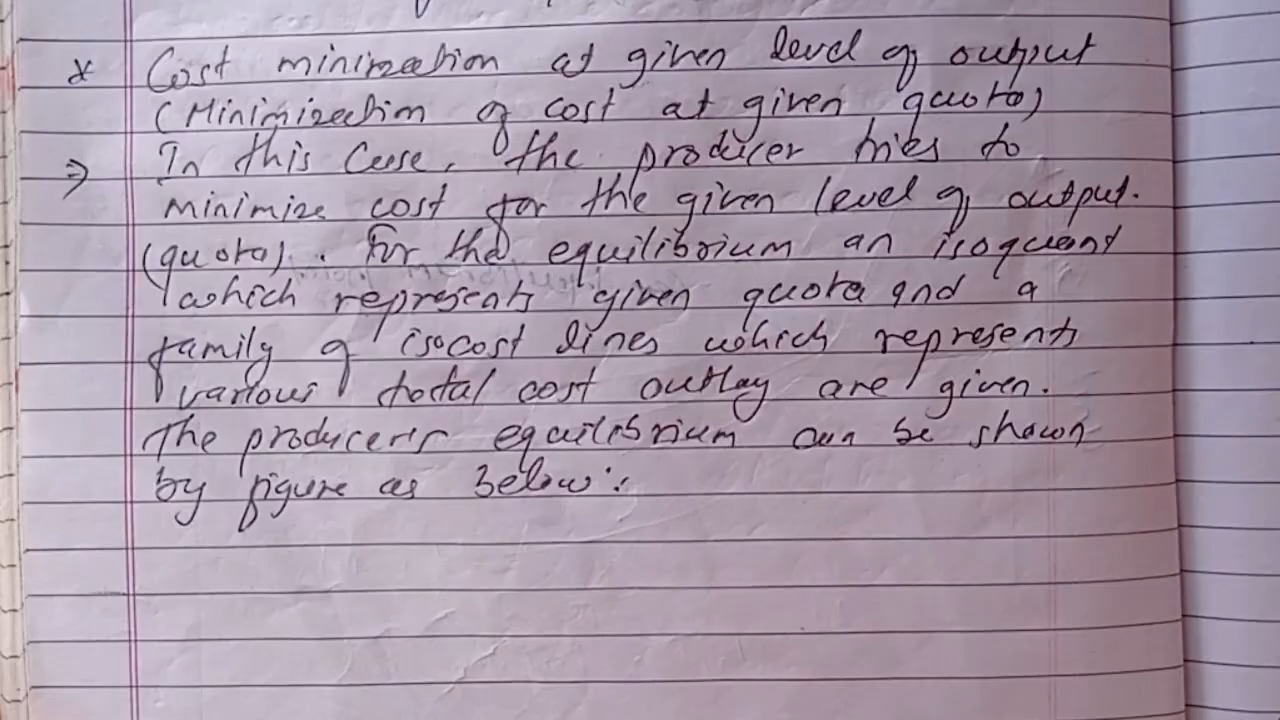 * Cost minimization at given level of output
(Minimization of cost at given quota)
⇒ In this case, the producer tries to
minimize cost for the given level of output.
(quota). For the equilibrium an isoquant
which represents given quota and a
family of isocost lines which represents
various total cost outlay are given.
The producer's equilibrium can be shown
by figure as below: